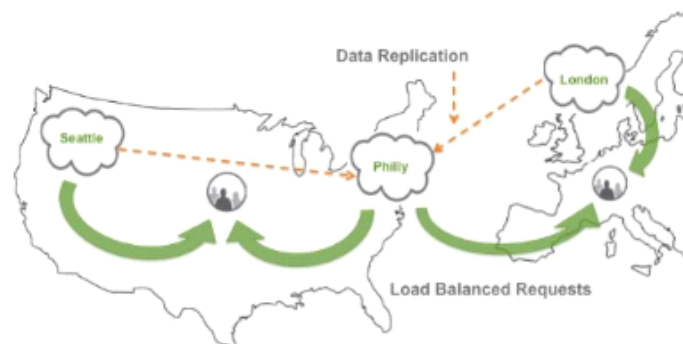 Data Replication
London
Seattle
Philly
Load Balanced Requests